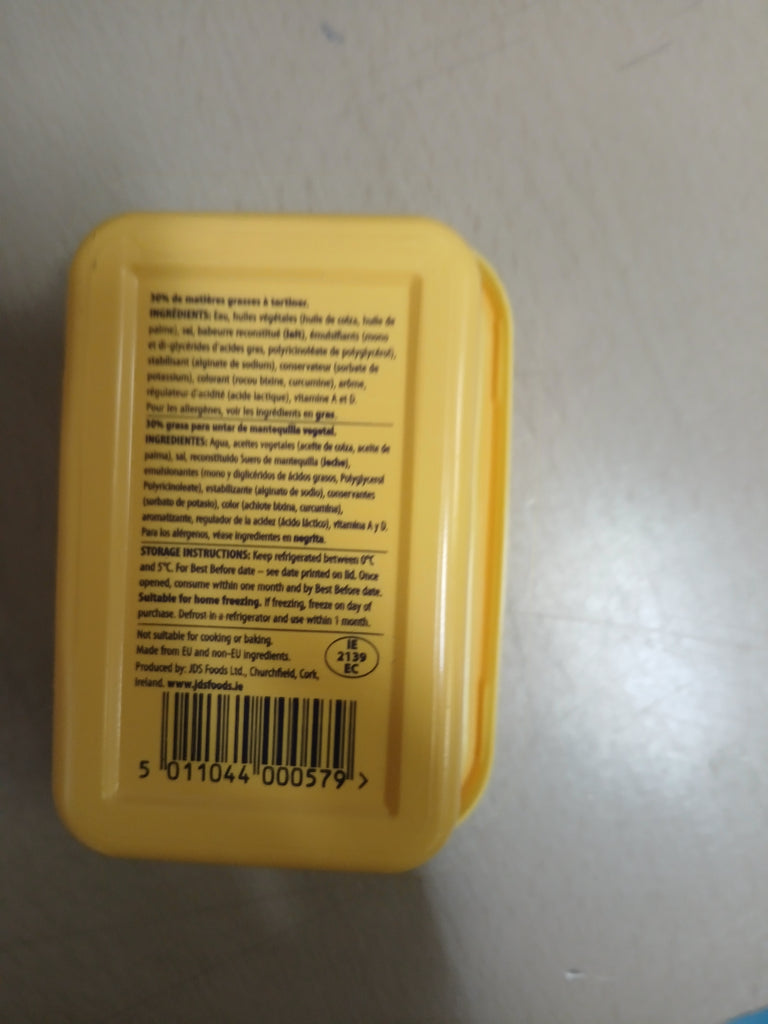 30% de matières grasses à tartiner.
INGRÉDIENTS: Eau, huiles végétales (huile de colza, huile de
palme), sel, babeurre reconstitué (lait), émulsifiants (mono
et di-glycérides d'acides gras, polyricinoléate de polyglycérol),
stabilisant (alginate de sodium), conservateur (sorbate de
potassium), colorant (rocou bixine, curcumine), arôme,
régulateur d'acidité (acide lactique), vitamine A et D.
Pour les allergènes, voir les ingrédients en gras.
30% grasa para untar de mantequilla vegetal.
INGREDIENTES: Agua, aceites vegetales (aceite de colza, aceite de
palma), sal, reconstituido Suero de mantequilla (leche),
emulsionantes (mono y diglicéridos de ácidos grasos, Polyglycerol
Polyricinoleate), estabilizante (alginato de sodio), conservantes
(sorbato de potasio), color (achiote bixina, curcumina),
aromatizante, regulador de la acidez (Ácido láctico), vitamina A y D.
Para los alérgenos, véase ingredientes en negrita.
STORAGE INSTRUCTIONS: Keep refrigerated between 0°C
and 5°C. For Best Before date – see date printed on lid. Once
opened, consume within one month and by Best Before date.
Suitable for home freezing. If freezing, freeze on day of
purchase. Defrost in a refrigerator and use within 1 month.
Not suitable for cooking or baking.
Made from EU and non-EU ingredients.
Produced by: JDS Foods Ltd., Churchfield, Cork,
Ireland. www.jdsfoods.ie
IE
2139
EC
5 011044 000579 >